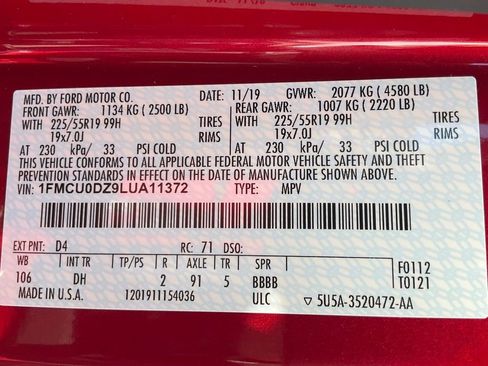 MFD. BY FORD MOTOR CO. DATE: 11/19 GVWR: 2077 KG ( 4580 LB)
FRONT GAWR: 1134 KG ( 2500 LB) REAR GAWR: 1007 KG ( 2220 LB)
WITH 225/55R19 99H TIRES WITH 225/55R19 99H TIRES
19x7.0J RIMS 19x7.0J RIMS
AT 230 kPa/ 33 PSI COLD AT 230 kPa/ 33 PSI COLD
THIS VEHICLE CONFORMS TO ALL APPLICABLE FEDERAL MOTOR VEHICLE SAFETY AND THEFT
PREVENTION STANDARDS IN EFFECT ON THE DATE OF MANUFACTURE SHOWN ABOVE.
VIN: 1FMCU0DZ9LUA11372 TYPE: MPV
EXT PNT: D4 RC: 71 DSO:
WB INT TR TP/PS R AXLE TR SPR F0112
106 DH 2 91 5 BBBB T0121
MADE IN U.S.A. 1201911154036 ULC ▽ 5U5A-3520472-AA